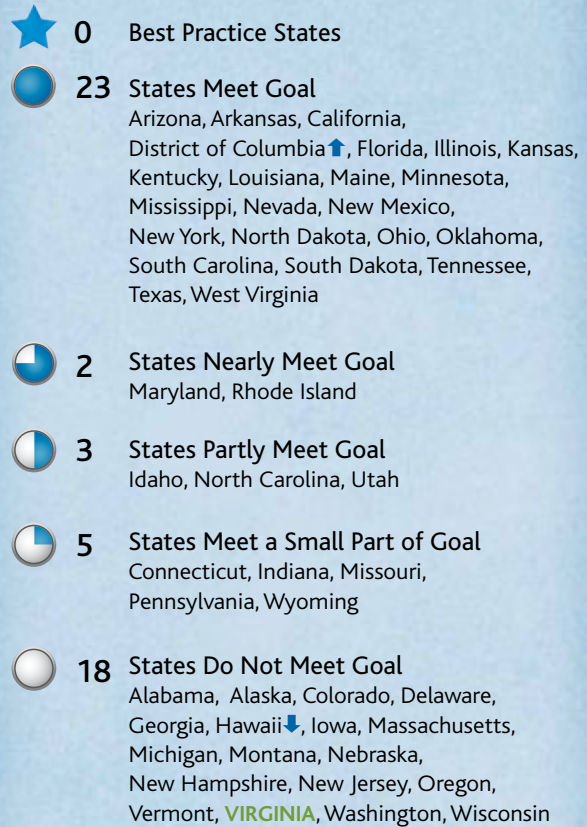 0 Best Practice States
23 States Meet Goal
Arizona, Arkansas, California,
District of Columbia⬆, Florida, Illinois, Kansas,
Kentucky, Louisiana, Maine, Minnesota,
Mississippi, Nevada, New Mexico,
New York, North Dakota, Ohio, Oklahoma,
South Carolina, South Dakota, Tennessee,
Texas, West Virginia
2 States Nearly Meet Goal
Maryland, Rhode Island
3 States Partly Meet Goal
Idaho, North Carolina, Utah
5 States Meet a Small Part of Goal
Connecticut, Indiana, Missouri,
Pennsylvania, Wyoming
18 States Do Not Meet Goal
Alabama, Alaska, Colorado, Delaware,
Georgia, Hawaii⬇, Iowa, Massachusetts,
Michigan, Montana, Nebraska,
New Hampshire, New Jersey, Oregon,
Vermont, VIRGINIA, Washington, Wisconsin